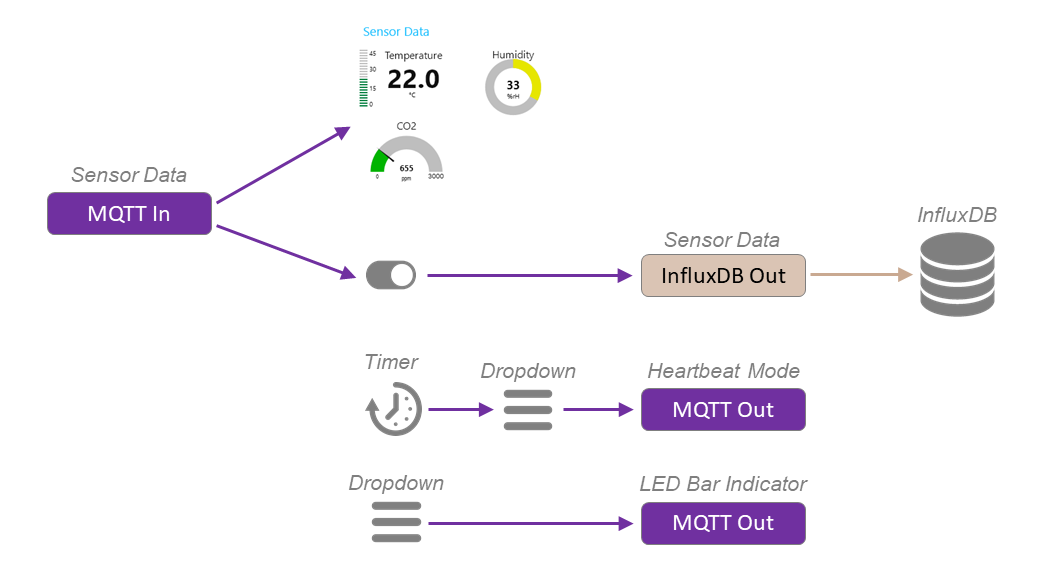 Sensor Data
Temperature
Humidity
45
30
15
0
22.0
°C
33
%rH
CO2
655
ppm
0
3000
Sensor Data
MQTT In
Sensor Data
InfluxDB Out
InfluxDB
Timer
Dropdown
Heartbeat Mode
MQTT Out
Dropdown
LED Bar Indicator
MQTT Out